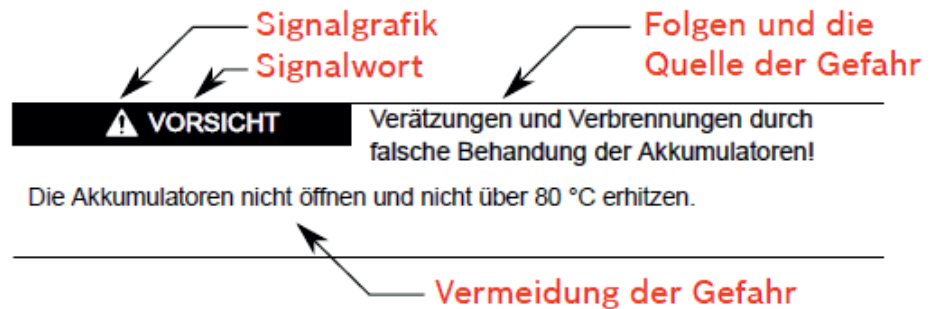 Signalgrafik
Signalwort
Folgen und die
Quelle der Gefahr
VORSICHT
Verätzungen und Verbrennungen durch
falsche Behandung der Akkumulatoren!
Die Akkumulatoren nicht öffnen und nicht über 80 °C erhitzen.
Vermeidung der Gefahr